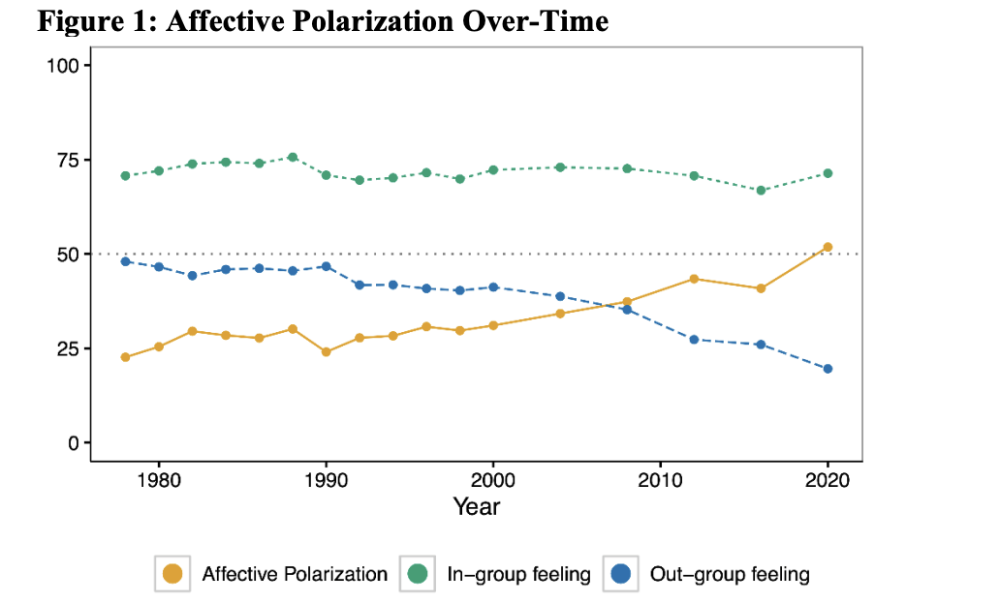 Figure 1: Affective Polarization Over-Time
100
75
50
25
0
1980 1990 2000 2010 2020
Year
Affective Polarization In−group feeling Out−group feeling